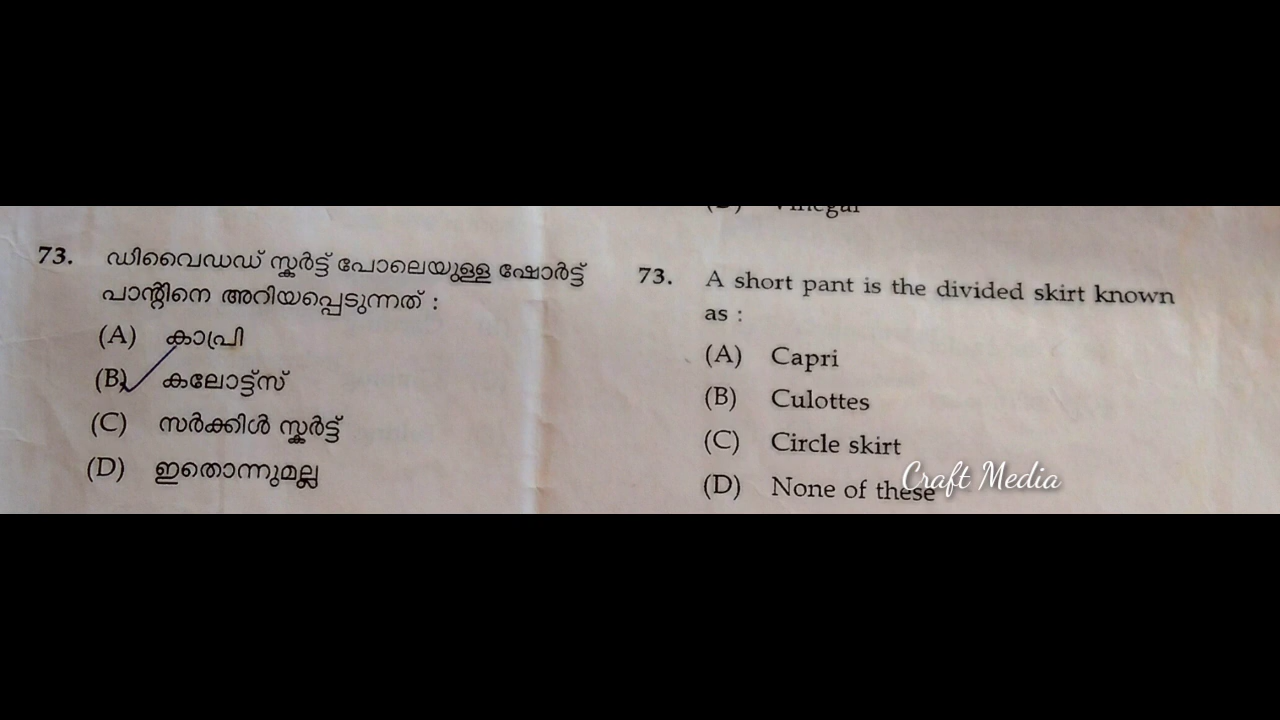 (D) Vinegar
73. ഡിവൈഡഡ് സ്കർട്ട് പോലെയുള്ള ഷോർട്ട്
പാന്റിനെ അറിയപ്പെടുന്നത് :
(A) കാപ്രി
(B) കലോട്ട്സ്
(C) സർക്കിൾ സ്കർട്ട്
(D) ഇതൊന്നുമല്ല
73. A short pant is the divided skirt known
as :
(A) Capri
(B) Culottes
(C) Circle skirt
(D) None of these
Craft Media